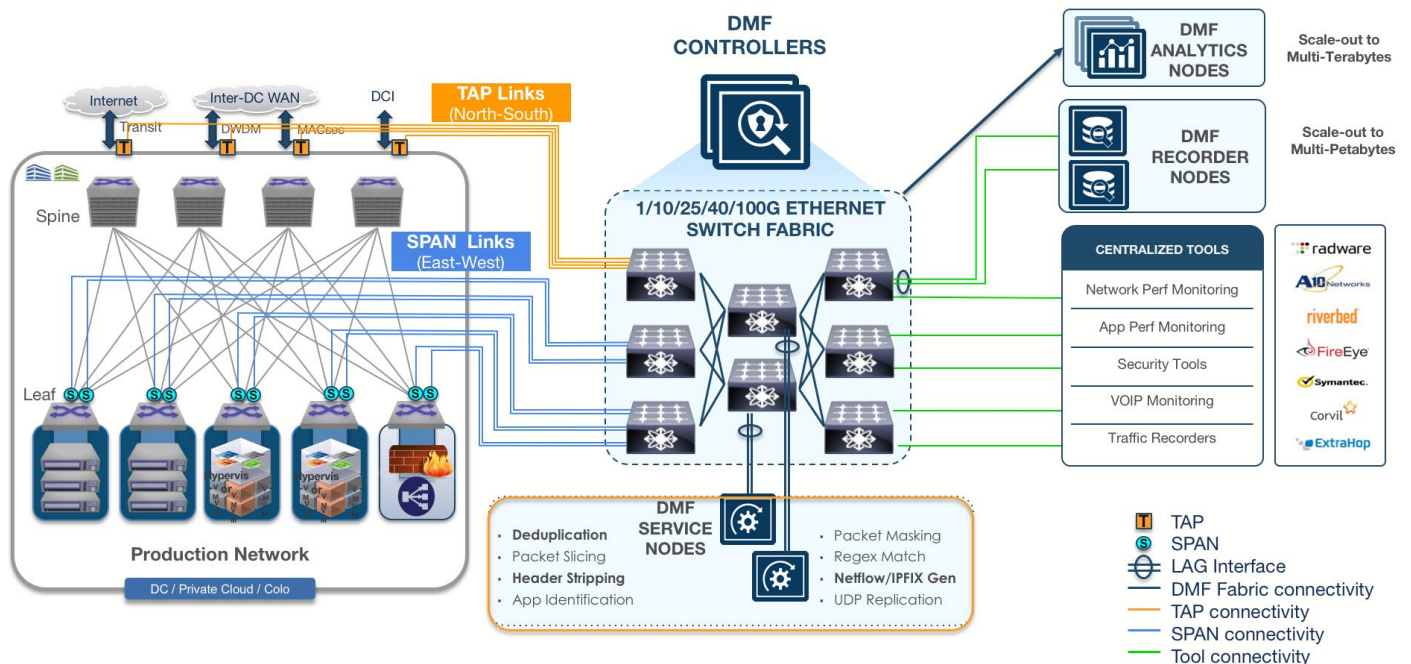 DMF
CONTROLLERS
DMF
ANALYTICS
NODES
Scale-out to
Multi-Terabytes
Internet
Inter-DC WAN
DCI
TAP Links
(North-South)
Transit
DWDM
MACsec
T
T
T
T
DMF
RECORDER
NODES
Scale-out to
Multi-Petabytes
Spine
1/10/25/40/100G ETHERNET
SWITCH FABRIC
SPAN Links
(East-West)
CENTRALIZED TOOLS
Network Perf Monitoring
App Perf Monitoring
Security Tools
VOIP Monitoring
Traffic Recorders
radware
A10 Networks
riverbed
FireEye
Symantec.
Corvil
ExtraHop
Leaf
S S
S S
S S
S S
S S
Hypervis
or
Hypervis
or
Production Network
DC / Private Cloud / Colo
DMF
SERVICE
NODES
• Deduplication
• Packet Slicing
• Header Stripping
• App Identification
• Packet Masking
• Regex Match
• Netflow/IPFIX Gen
• UDP Replication
T TAP
S SPAN
LAG Interface
DMF Fabric connectivity
TAP connectivity
SPAN connectivity
Tool connectivity